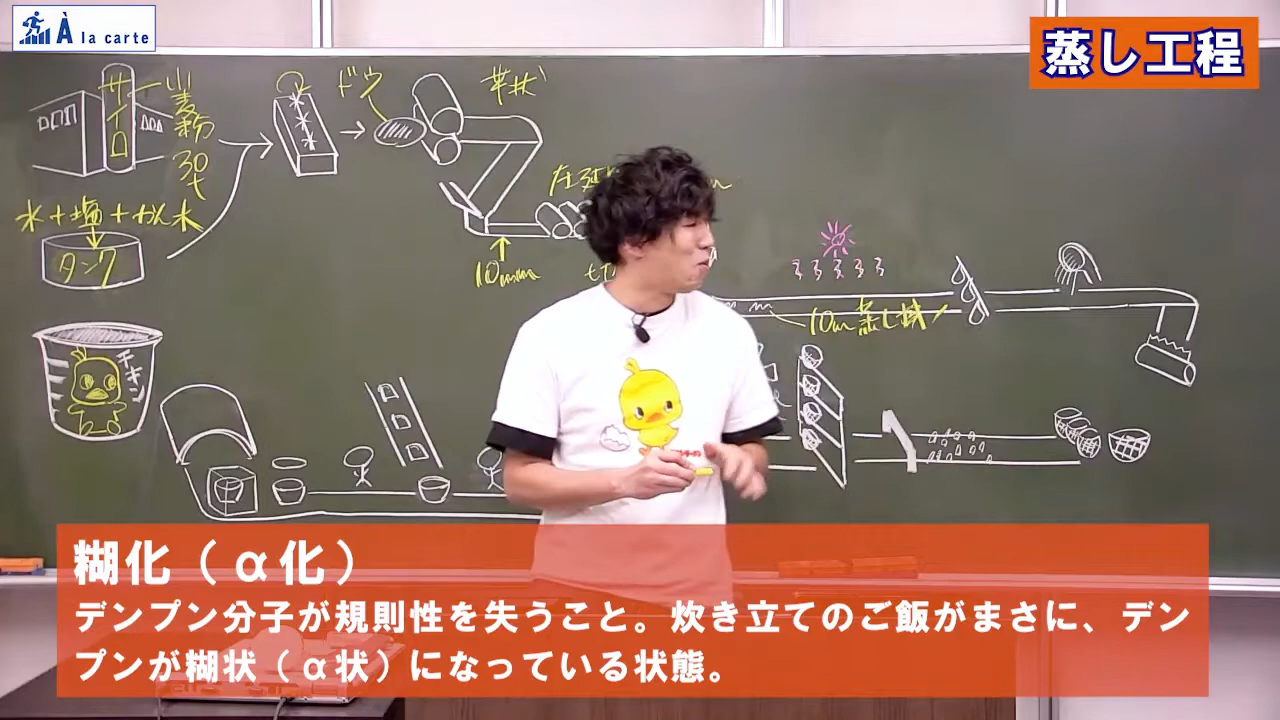 À la carte
蒸し工程
サイロ
小麦粉
30t
ドウ
水+塩+かん水
タンク
10mm
10m蒸し機
チキン
糊化(α化)
デンプン分子が規則性を失うこと。炊き立てのご飯がまさに、デン
プンが糊状(α状)になっている状態。